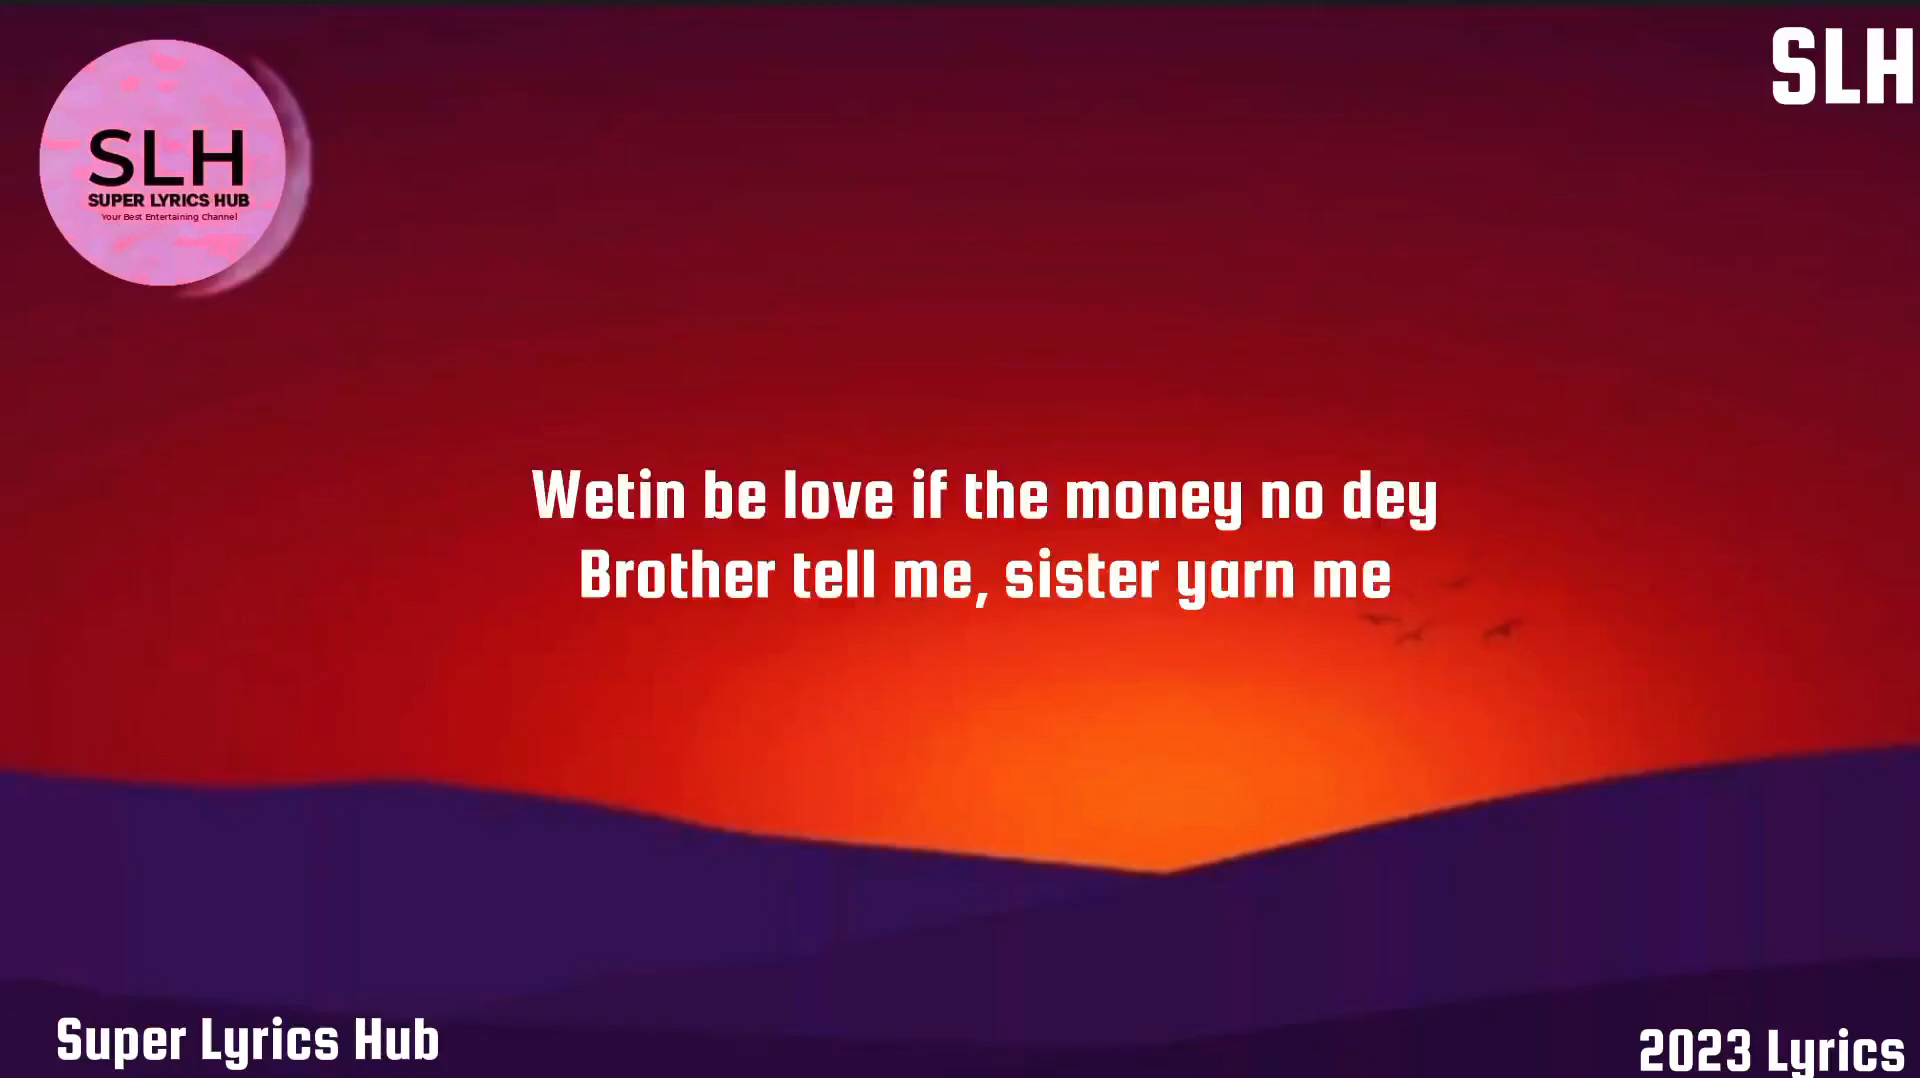 SLH
SLH
SUPER LYRICS HUB
Your Best Entertaining Channel
Wetin be love if the money no dey
Brother tell me, sister yarn me
Super Lyrics Hub
2023 Lyrics